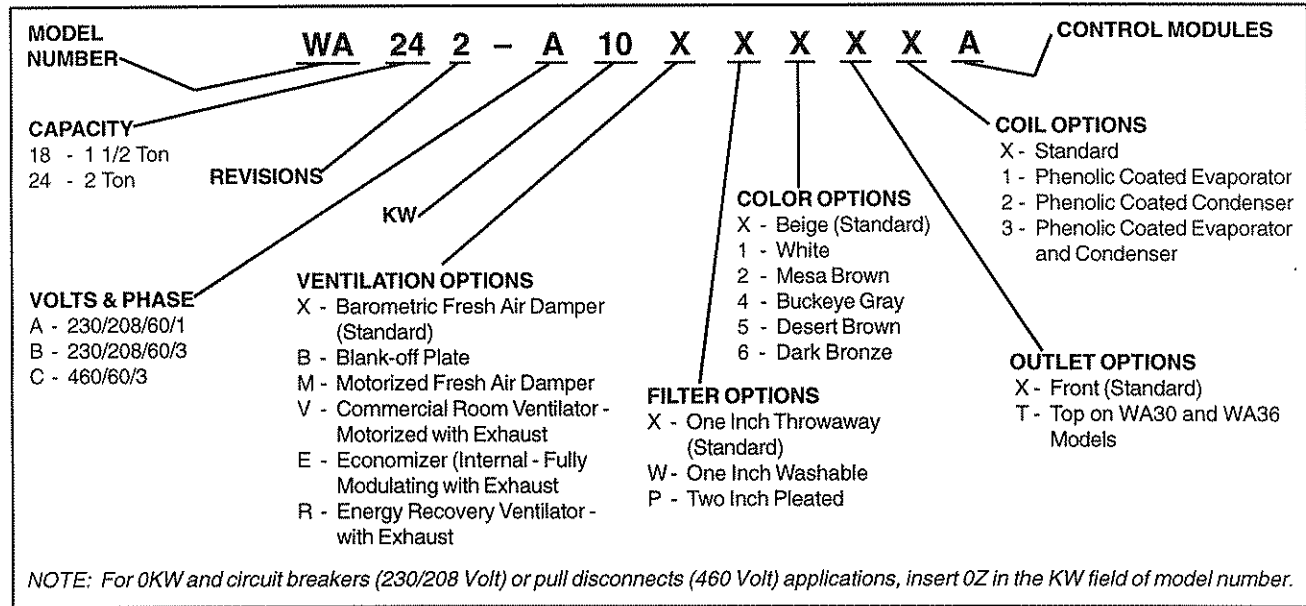 MODEL NUMBER
WA 24 2 – A 10 X X X X X A
CONTROL MODULES
CAPACITY
18 - 1 1/2 Ton
24 - 2 Ton
REVISIONS
KW
COIL OPTIONS
X - Standard
1 - Phenolic Coated Evaporator
2 - Phenolic Coated Condenser
3 - Phenolic Coated Evaporator
and Condenser
COLOR OPTIONS
X - Beige (Standard)
1 - White
2 - Mesa Brown
4 - Buckeye Gray
5 - Desert Brown
6 - Dark Bronze
VOLTS & PHASE
A - 230/208/60/1
B - 230/208/60/3
C - 460/60/3
VENTILATION OPTIONS
X - Barometric Fresh Air Damper
(Standard)
B - Blank-off Plate
M - Motorized Fresh Air Damper
V - Commercial Room Ventilator -
Motorized with Exhaust
E - Economizer (Internal - Fully
Modulating with Exhaust
R - Energy Recovery Ventilator -
with Exhaust
FILTER OPTIONS
X - One Inch Throwaway
(Standard)
W - One Inch Washable
P - Two Inch Pleated
OUTLET OPTIONS
X - Front (Standard)
T - Top on WA30 and WA36
Models
NOTE: For 0KW and circuit breakers (230/208 Volt) or pull disconnects (460 Volt) applications, insert 0Z in the KW field of model number.